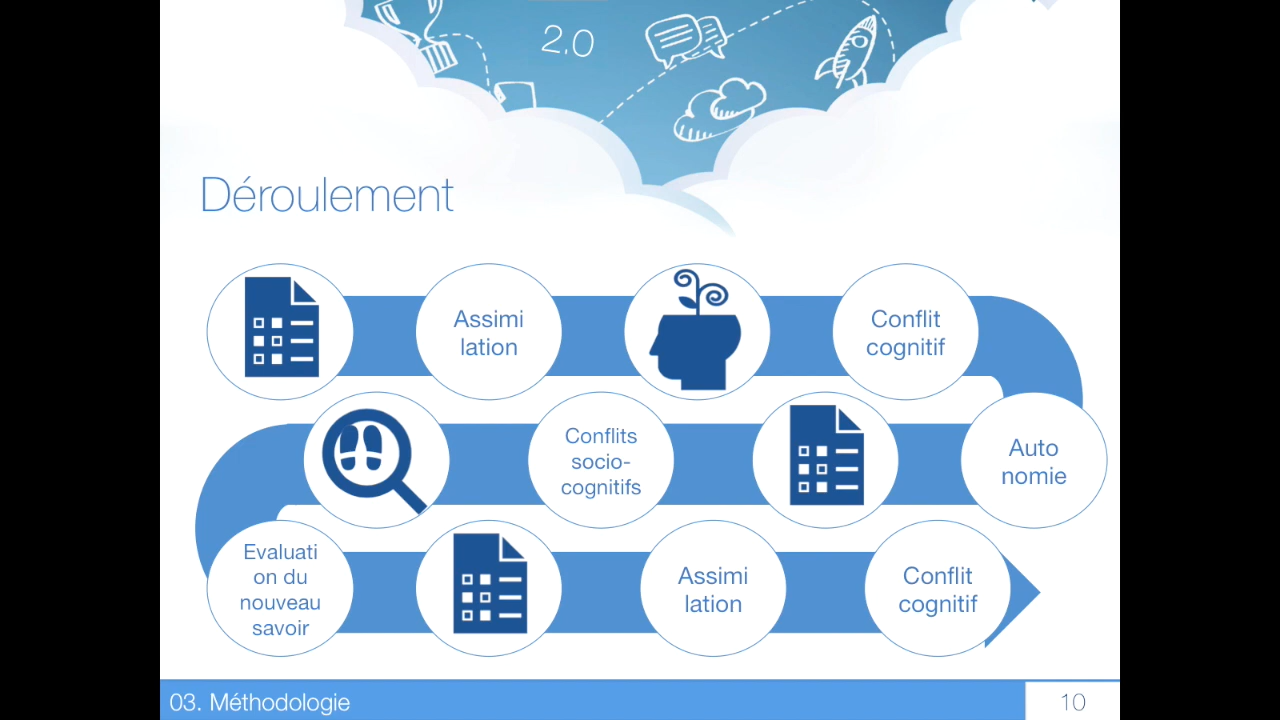 2.0
Déroulement
Assimi
lation
Conflit
cognitif
Auto
nomie
Conflits
socio-
cognitifs
Evaluati
on du
nouveau
savoir
Assimi
lation
Conflit
cognitif
03. Méthodologie
10